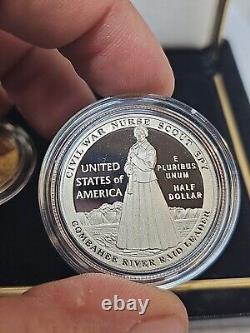 CIVIL WAR NURSE SCOUT SPY
UNITED
STATES of
AMERICA
E
PLURIBUS
UNUM
HALF
DOLLAR
COMBAHEE RIVER RAID LEADER